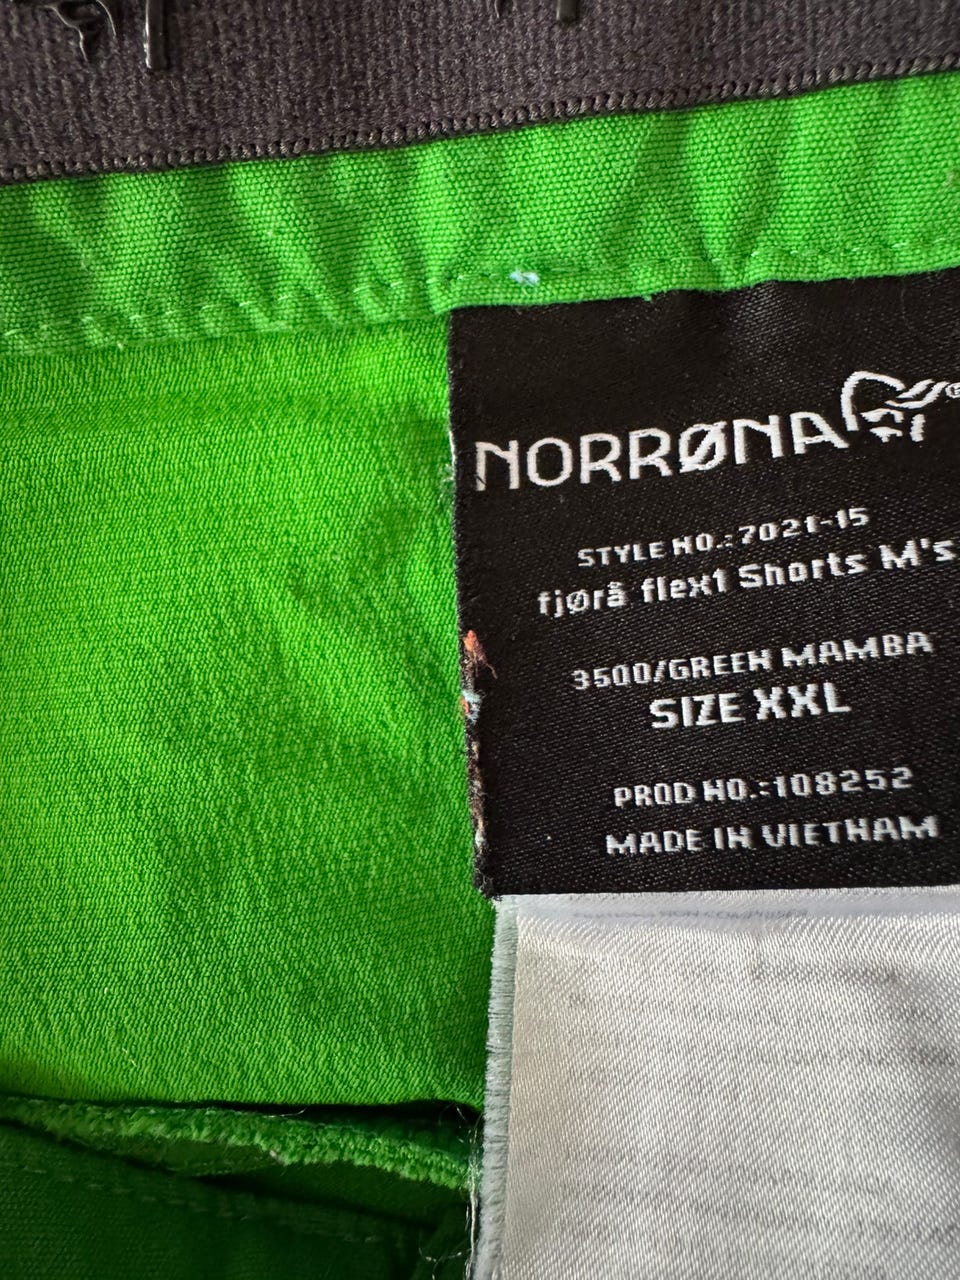 NORRØNA®
STYLE NO.:7021-15
fjørå flex1 Shorts M's
3500/GREEN MAMBA
SIZE XXL
PROD NO.:108252
MADE IN VIETNAM